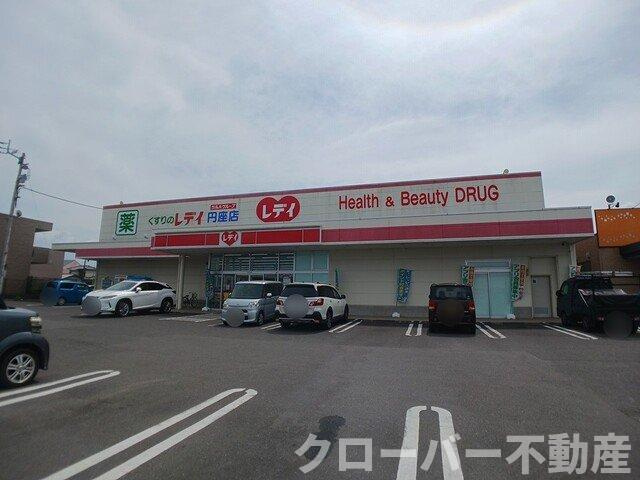 薬
くすりのレデイ
ツルハグループ
円座店
レデイ
Health & Beauty DRUG
レデイ
クローバー不動産